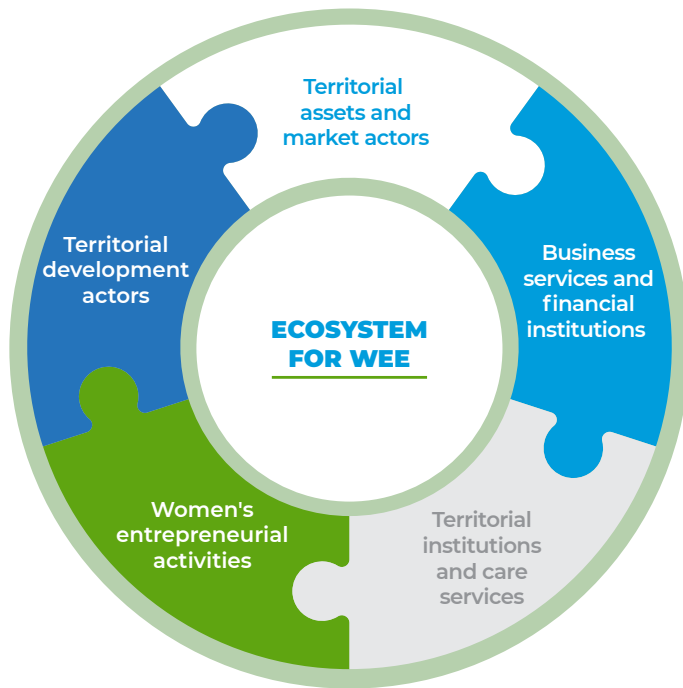 Territorial
assets and
market actors
Business
services and
financial
institutions
Territorial
institutions
and care
services
Women's
entrepreneurial
activities
Territorial
development
actors
ECOSYSTEM
FOR WEE